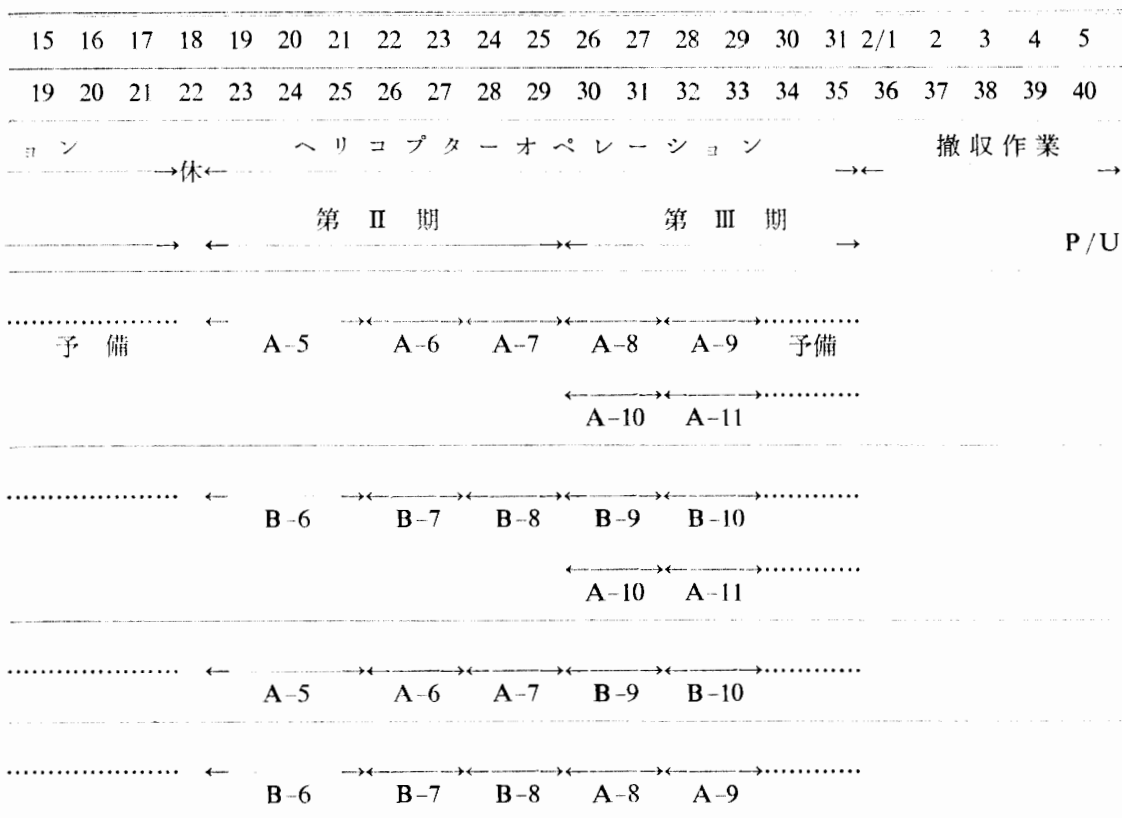 15 16 17 18 19 20 21 22 23 24 25 26 27 28 29 30 31 2/1 2 3 4 5
19 20 21 22 23 24 25 26 27 28 29 30 31 32 33 34 35 36 37 38 39 40
ョン ヘリコプターオペレーション 撤収作業
→休← →← →
第 II 期 第 III 期
→ ← →← → P/U
..................... ← →← →← →← →← →............
予 備 A-5 A-6 A-7 A-8 A-9 予備
← →← →............
A-10 A-11
..................... ← →← →← →← →← →............
B-6 B-7 B-8 B-9 B-10
← →← →............
A-10 A-11
..................... ← →← →← →← →← →............
A-5 A-6 A-7 B-9 B-10
..................... ← →← →← →← →← →............
B-6 B-7 B-8 A-8 A-9